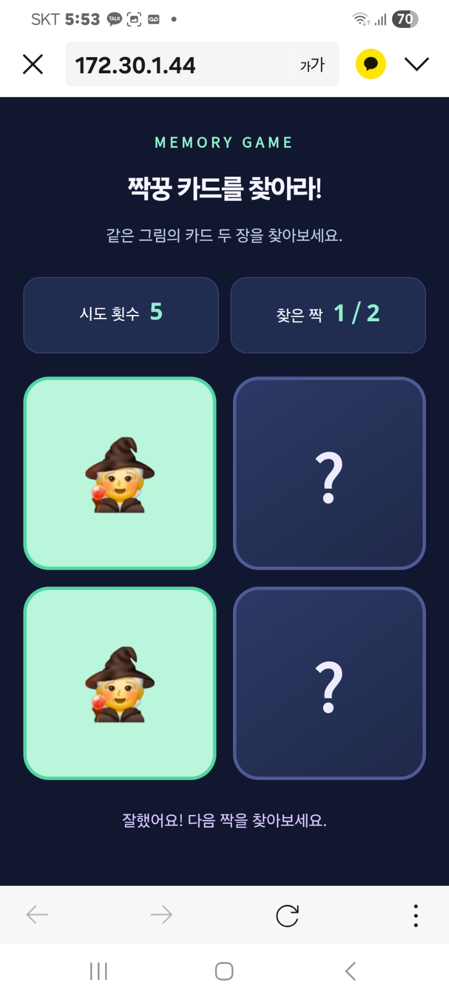 SKT 5:53 TALK 70
172.30.1.44 가가
MEMORY GAME
짝꿍 카드를 찾아라!
같은 그림의 카드 두 장을 찾아보세요.
시도 횟수 5
찾은 짝 1 / 2
?
?
잘했어요! 다음 짝을 찾아보세요.